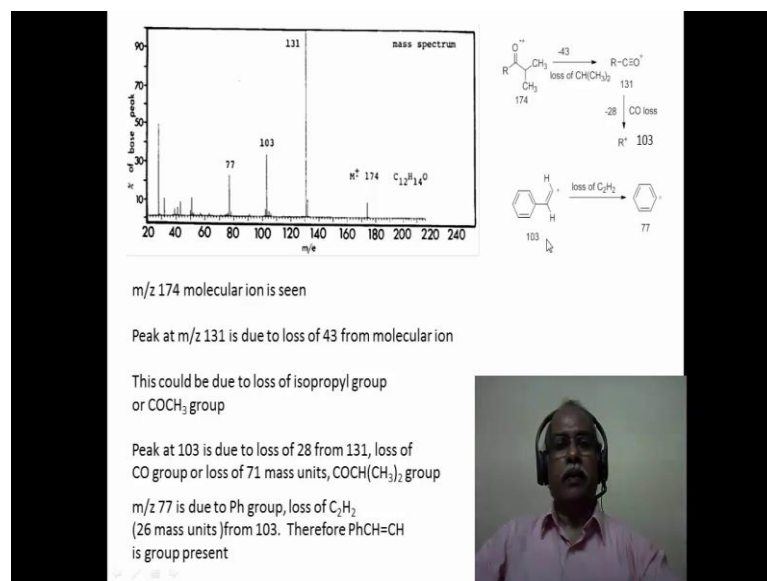 131
mass spectrum
90
70
50
30
10
% of base peak
103
77
M⁺· 174 C₁₂H₁₄O
20 40 60 80 100 120 140 160 180 200 220 240
m/e
O⁺·
R
CH₃
CH₃
174
-43
loss of CH(CH₃)₂
R-C≡O⁺
131
-28 CO loss
R⁺ 103
H
H
+
103
loss of C₂H₂
+
77
m/z 174 molecular ion is seen
Peak at m/z 131 is due to loss of 43 from molecular ion
This could be due to loss of isopropyl group
or COCH₃ group
Peak at 103 is due to loss of 28 from 131, loss of
CO group or loss of 71 mass units, COCH(CH₃)₂ group
m/z 77 is due to Ph group, loss of C₂H₂
(26 mass units )from 103. Therefore PhCH=CH
is group present